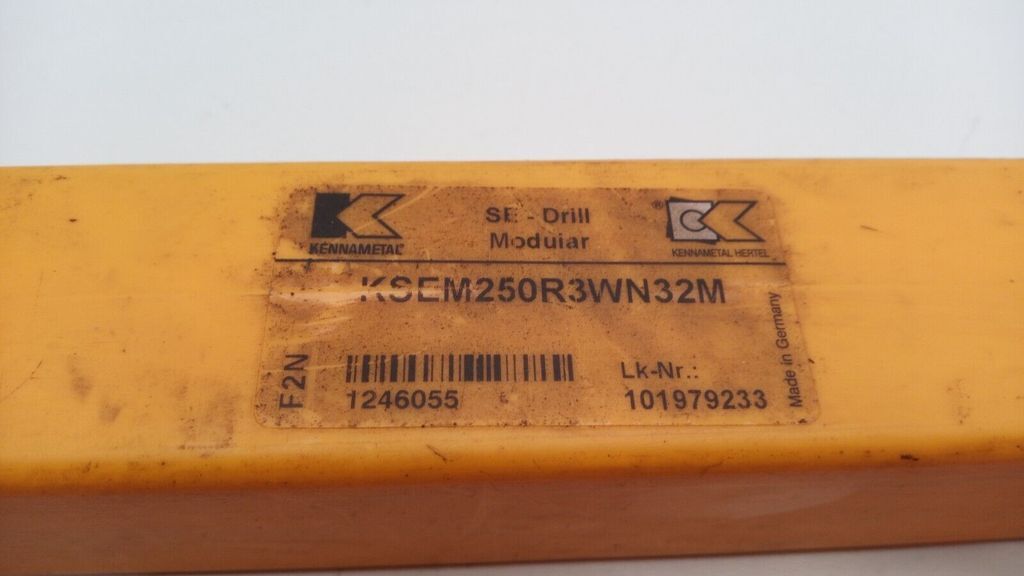 KENNAMETAL®
SE - Drill
Modular
®
C
KENNAMETAL HERTEL
KSEM250R3WN32M
F2N
1246055
Lk-Nr.:
101979233
Made in Germany